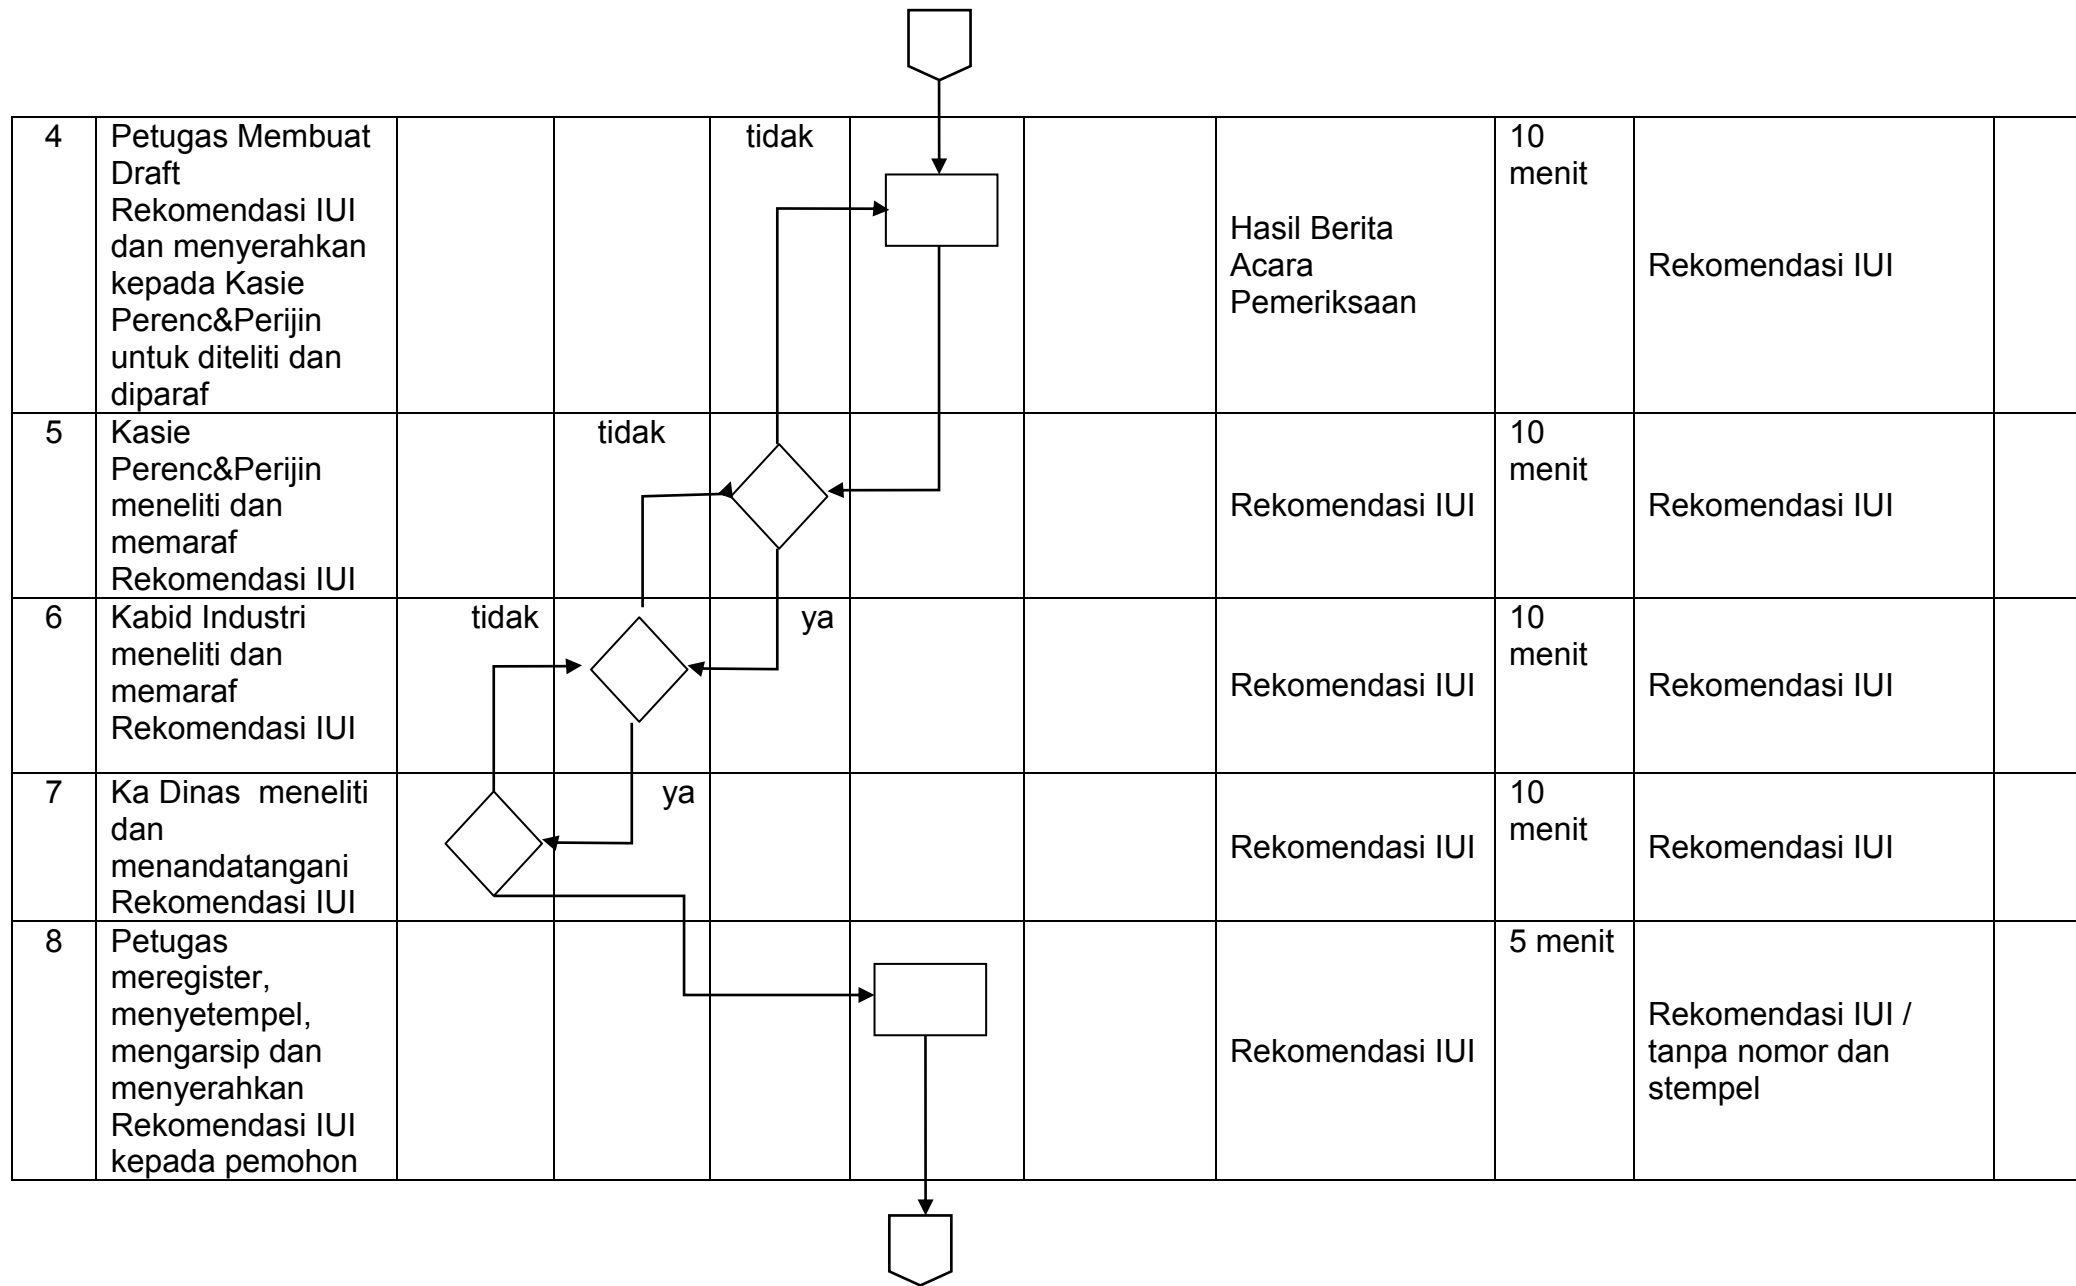 4
Petugas Membuat
Draft
Rekomendasi IUI
dan menyerahkan
kepada Kasie
Perenc&Perijin
untuk diteliti dan
diparaf
tidak
Hasil Berita
Acara
Pemeriksaan
10
menit
Rekomendasi IUI
5
Kasie
Perenc&Perijin
meneliti dan
memaraf
Rekomendasi IUI
tidak
Rekomendasi IUI
10
menit
Rekomendasi IUI
6
Kabid Industri
meneliti dan
memaraf
Rekomendasi IUI
tidak
ya
Rekomendasi IUI
10
menit
Rekomendasi IUI
7
Ka Dinas  meneliti
dan
menandatangani
Rekomendasi IUI
ya
Rekomendasi IUI
10
menit
Rekomendasi IUI
8
Petugas
meregister,
menyetempel,
mengarsip dan
menyerahkan
Rekomendasi IUI
kepada pemohon
Rekomendasi IUI
5 menit
Rekomendasi IUI /
tanpa nomor dan
stempel